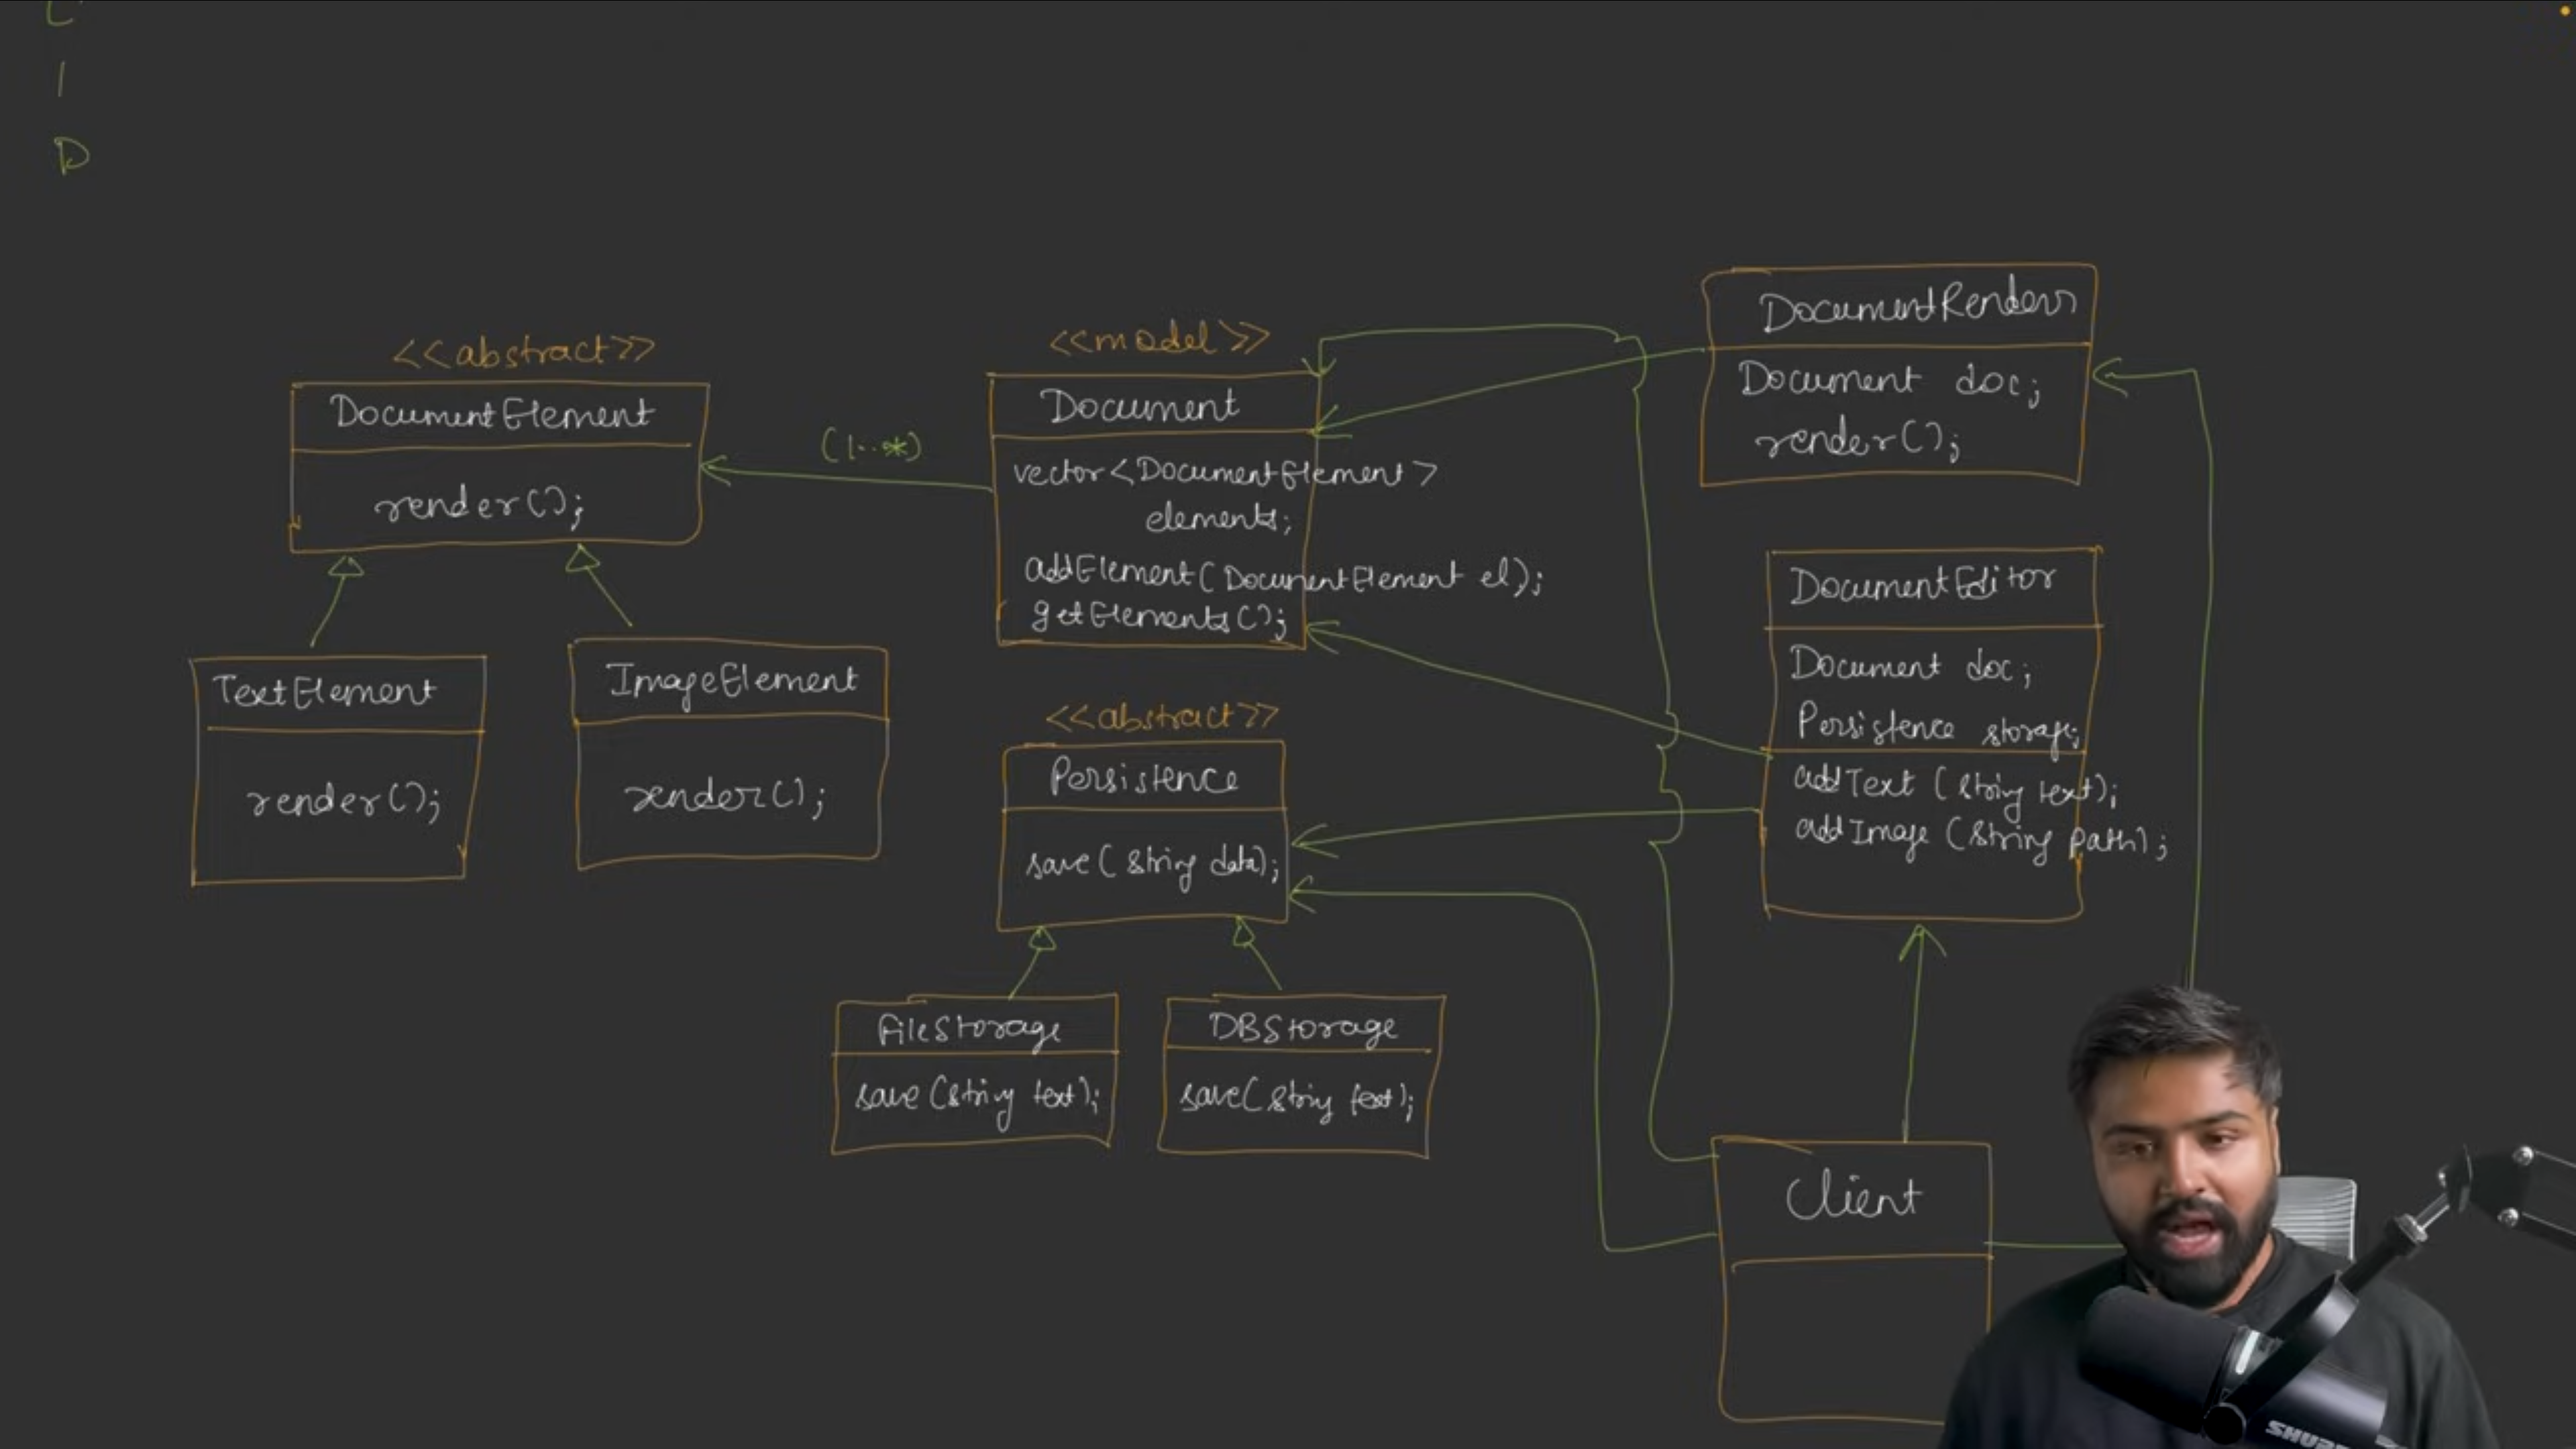 L
I
D
<<abstract>>
DocumentElement
render();
TextElement
render();
ImageElement
render();
(1..*)
<<model>>
Document
vector<DocumentElement>
elements;
addElement(DocumentElement el);
getElements();
<<abstract>>
Persistence
save(string data);
FileStorage
save(string text);
DBStorage
save(string text);
DocumentRender
Document doc;
render();
DocumentEditor
Document doc;
Persistence storage;
addText (string text);
addImage (string path);
Client